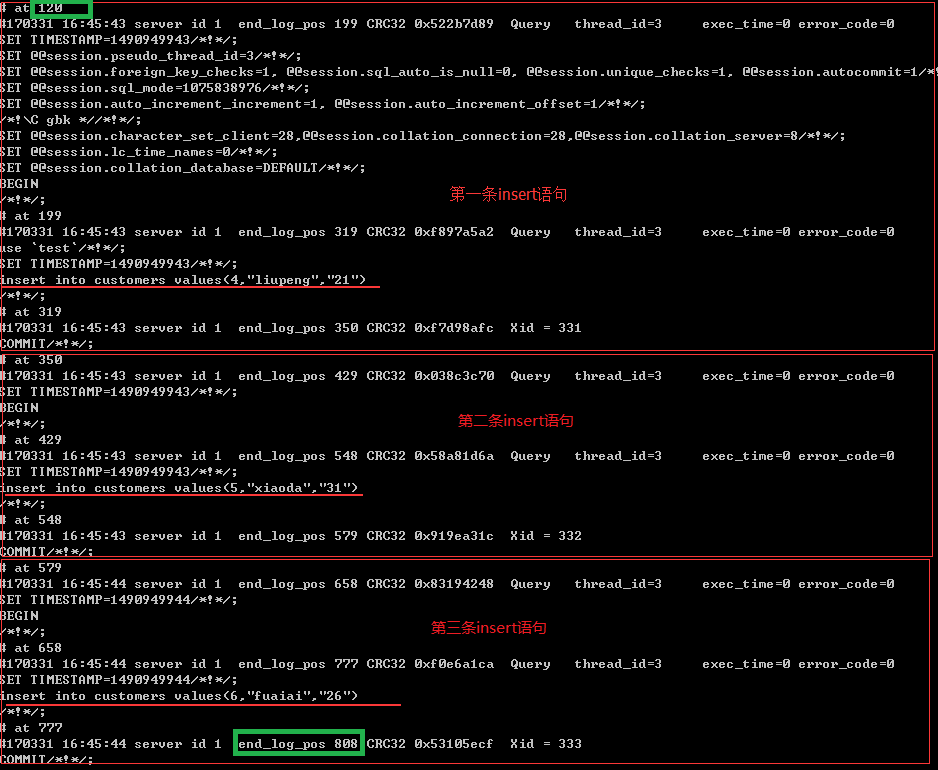 # at 120
#170331 16:45:43 server id 1  end_log_pos 199 CRC32 0x522b7d89  Query   thread_id=3     exec_time=0 error_code=0
SET TIMESTAMP=1490949943/*!*/;
SET @@session.pseudo_thread_id=3/*!*/;
SET @@session.foreign_key_checks=1, @@session.sql_auto_is_null=0, @@session.unique_checks=1, @@session.autocommit=1/*!
SET @@session.sql_mode=1075838976/*!*/;
SET @@session.auto_increment_increment=1, @@session.auto_increment_offset=1/*!*/;
/*!\C gbk *//*!*/;
SET @@session.character_set_client=28,@@session.collation_connection=28,@@session.collation_server=8/*!*/;
SET @@session.lc_time_names=0/*!*/;
SET @@session.collation_database=DEFAULT/*!*/;
BEGIN
第一条insert语句
/*!*/;
# at 199
#170331 16:45:43 server id 1  end_log_pos 319 CRC32 0xf897a5a2  Query   thread_id=3     exec_time=0 error_code=0
use `test`/*!*/;
SET TIMESTAMP=1490949943/*!*/;
insert into customers values(4,"liupeng","21")
/*!*/;
# at 319
#170331 16:45:43 server id 1  end_log_pos 350 CRC32 0xf7d98afc  Xid = 331
COMMIT/*!*/;
# at 350
#170331 16:45:43 server id 1  end_log_pos 429 CRC32 0x038c3c70  Query   thread_id=3     exec_time=0 error_code=0
SET TIMESTAMP=1490949943/*!*/;
BEGIN
第二条insert语句
/*!*/;
# at 429
#170331 16:45:43 server id 1  end_log_pos 548 CRC32 0x58a81d6a  Query   thread_id=3     exec_time=0 error_code=0
SET TIMESTAMP=1490949943/*!*/;
insert into customers values(5,"xiaoda","31")
/*!*/;
# at 548
#170331 16:45:43 server id 1  end_log_pos 579 CRC32 0x919ea31c  Xid = 332
COMMIT/*!*/;
# at 579
#170331 16:45:44 server id 1  end_log_pos 658 CRC32 0x83194248  Query   thread_id=3     exec_time=0 error_code=0
SET TIMESTAMP=1490949944/*!*/;
BEGIN
第三条insert语句
/*!*/;
# at 658
#170331 16:45:44 server id 1  end_log_pos 777 CRC32 0xf0e6a1ca  Query   thread_id=3     exec_time=0 error_code=0
SET TIMESTAMP=1490949944/*!*/;
insert into customers values(6,"fuaiai","26")
/*!*/;
# at 777
#170331 16:45:44 server id 1  end_log_pos 808 CRC32 0x53105ecf  Xid = 333
COMMIT/*!*/;